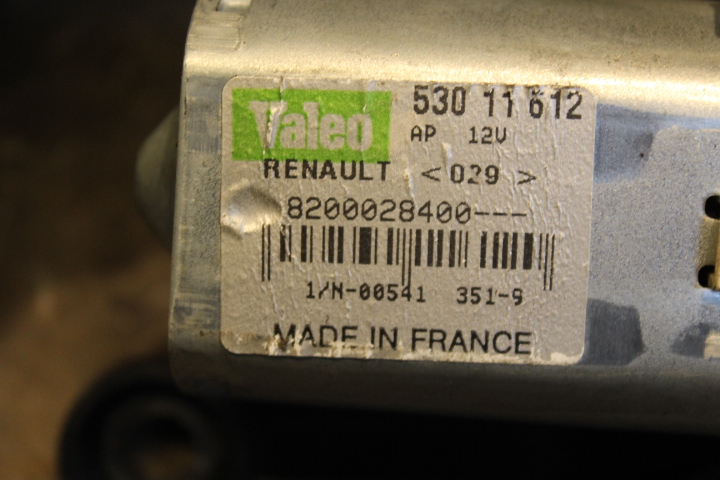 Valeo
530 11 612
AP 12V
RENAULT <029>
8200028400---
1/N-00541 351-9
MADE IN FRANCE